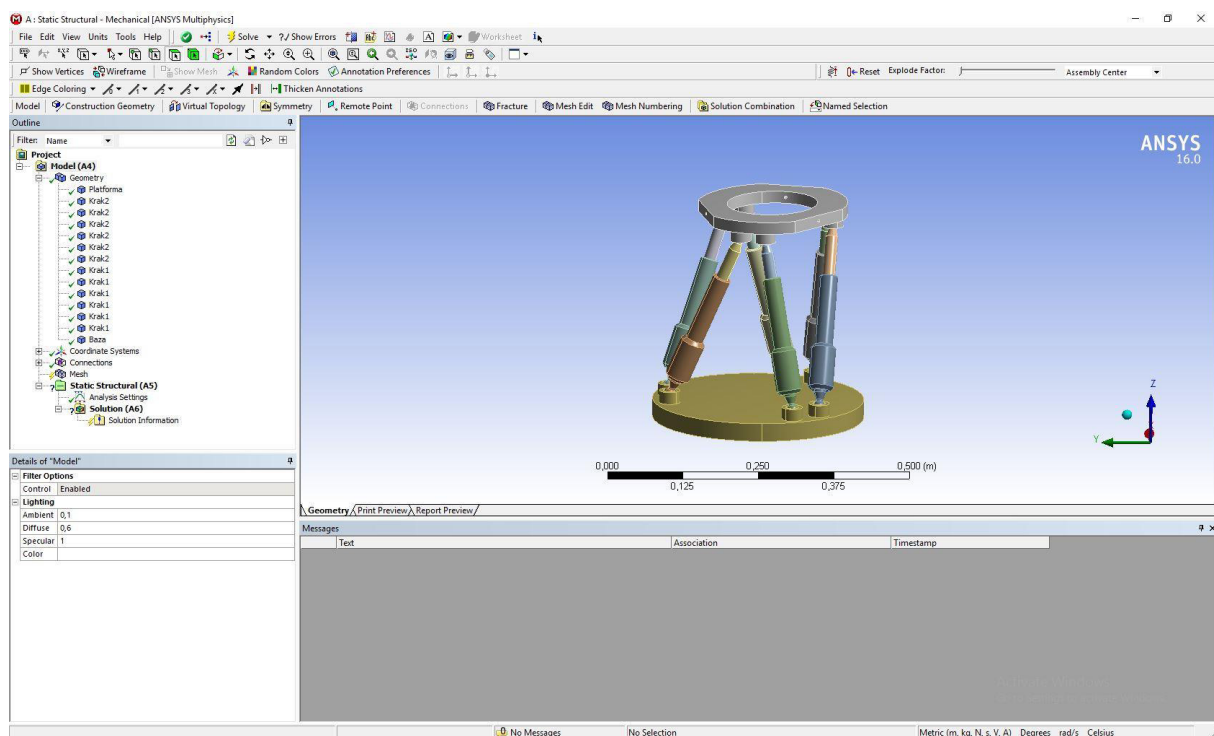 A : Static Structural - Mechanical [ANSYS Multiphysics]
File Edit View Units Tools Help Solve ?/ Show Errors Worksheet
Show Vertices Wireframe Show Mesh Random Colors Annotation Preferences Reset Explode Factor: Assembly Center
Edge Coloring Thicken Annotations
Model Construction Geometry Virtual Topology Symmetry Remote Point Connections Fracture Mesh Edit Mesh Numbering Solution Combination Named Selection
Outline
Filter: Name
Project
Model (A4)
Geometry
Platforma
Krak2
Krak2
Krak2
Krak2
Krak2
Krak2
Krak1
Krak1
Krak1
Krak1
Krak1
Krak1
Baza
Coordinate Systems
Connections
Mesh
Static Structural (A5)
Analysis Settings
Solution (A6)
Solution Information
Details of "Model"
Filter Options
Control Enabled
Lighting
Ambient 0,1
Diffuse 0,6
Specular 1
Color
ANSYS
16.0
Z
Y
0,000 0,250 0,500 (m)
0,125 0,375
Geometry Print Preview Report Preview
Messages
Text Association Timestamp
0 No Messages No Selection Metric (m, kg, N, s, V, A) Degrees rad/s Celsius